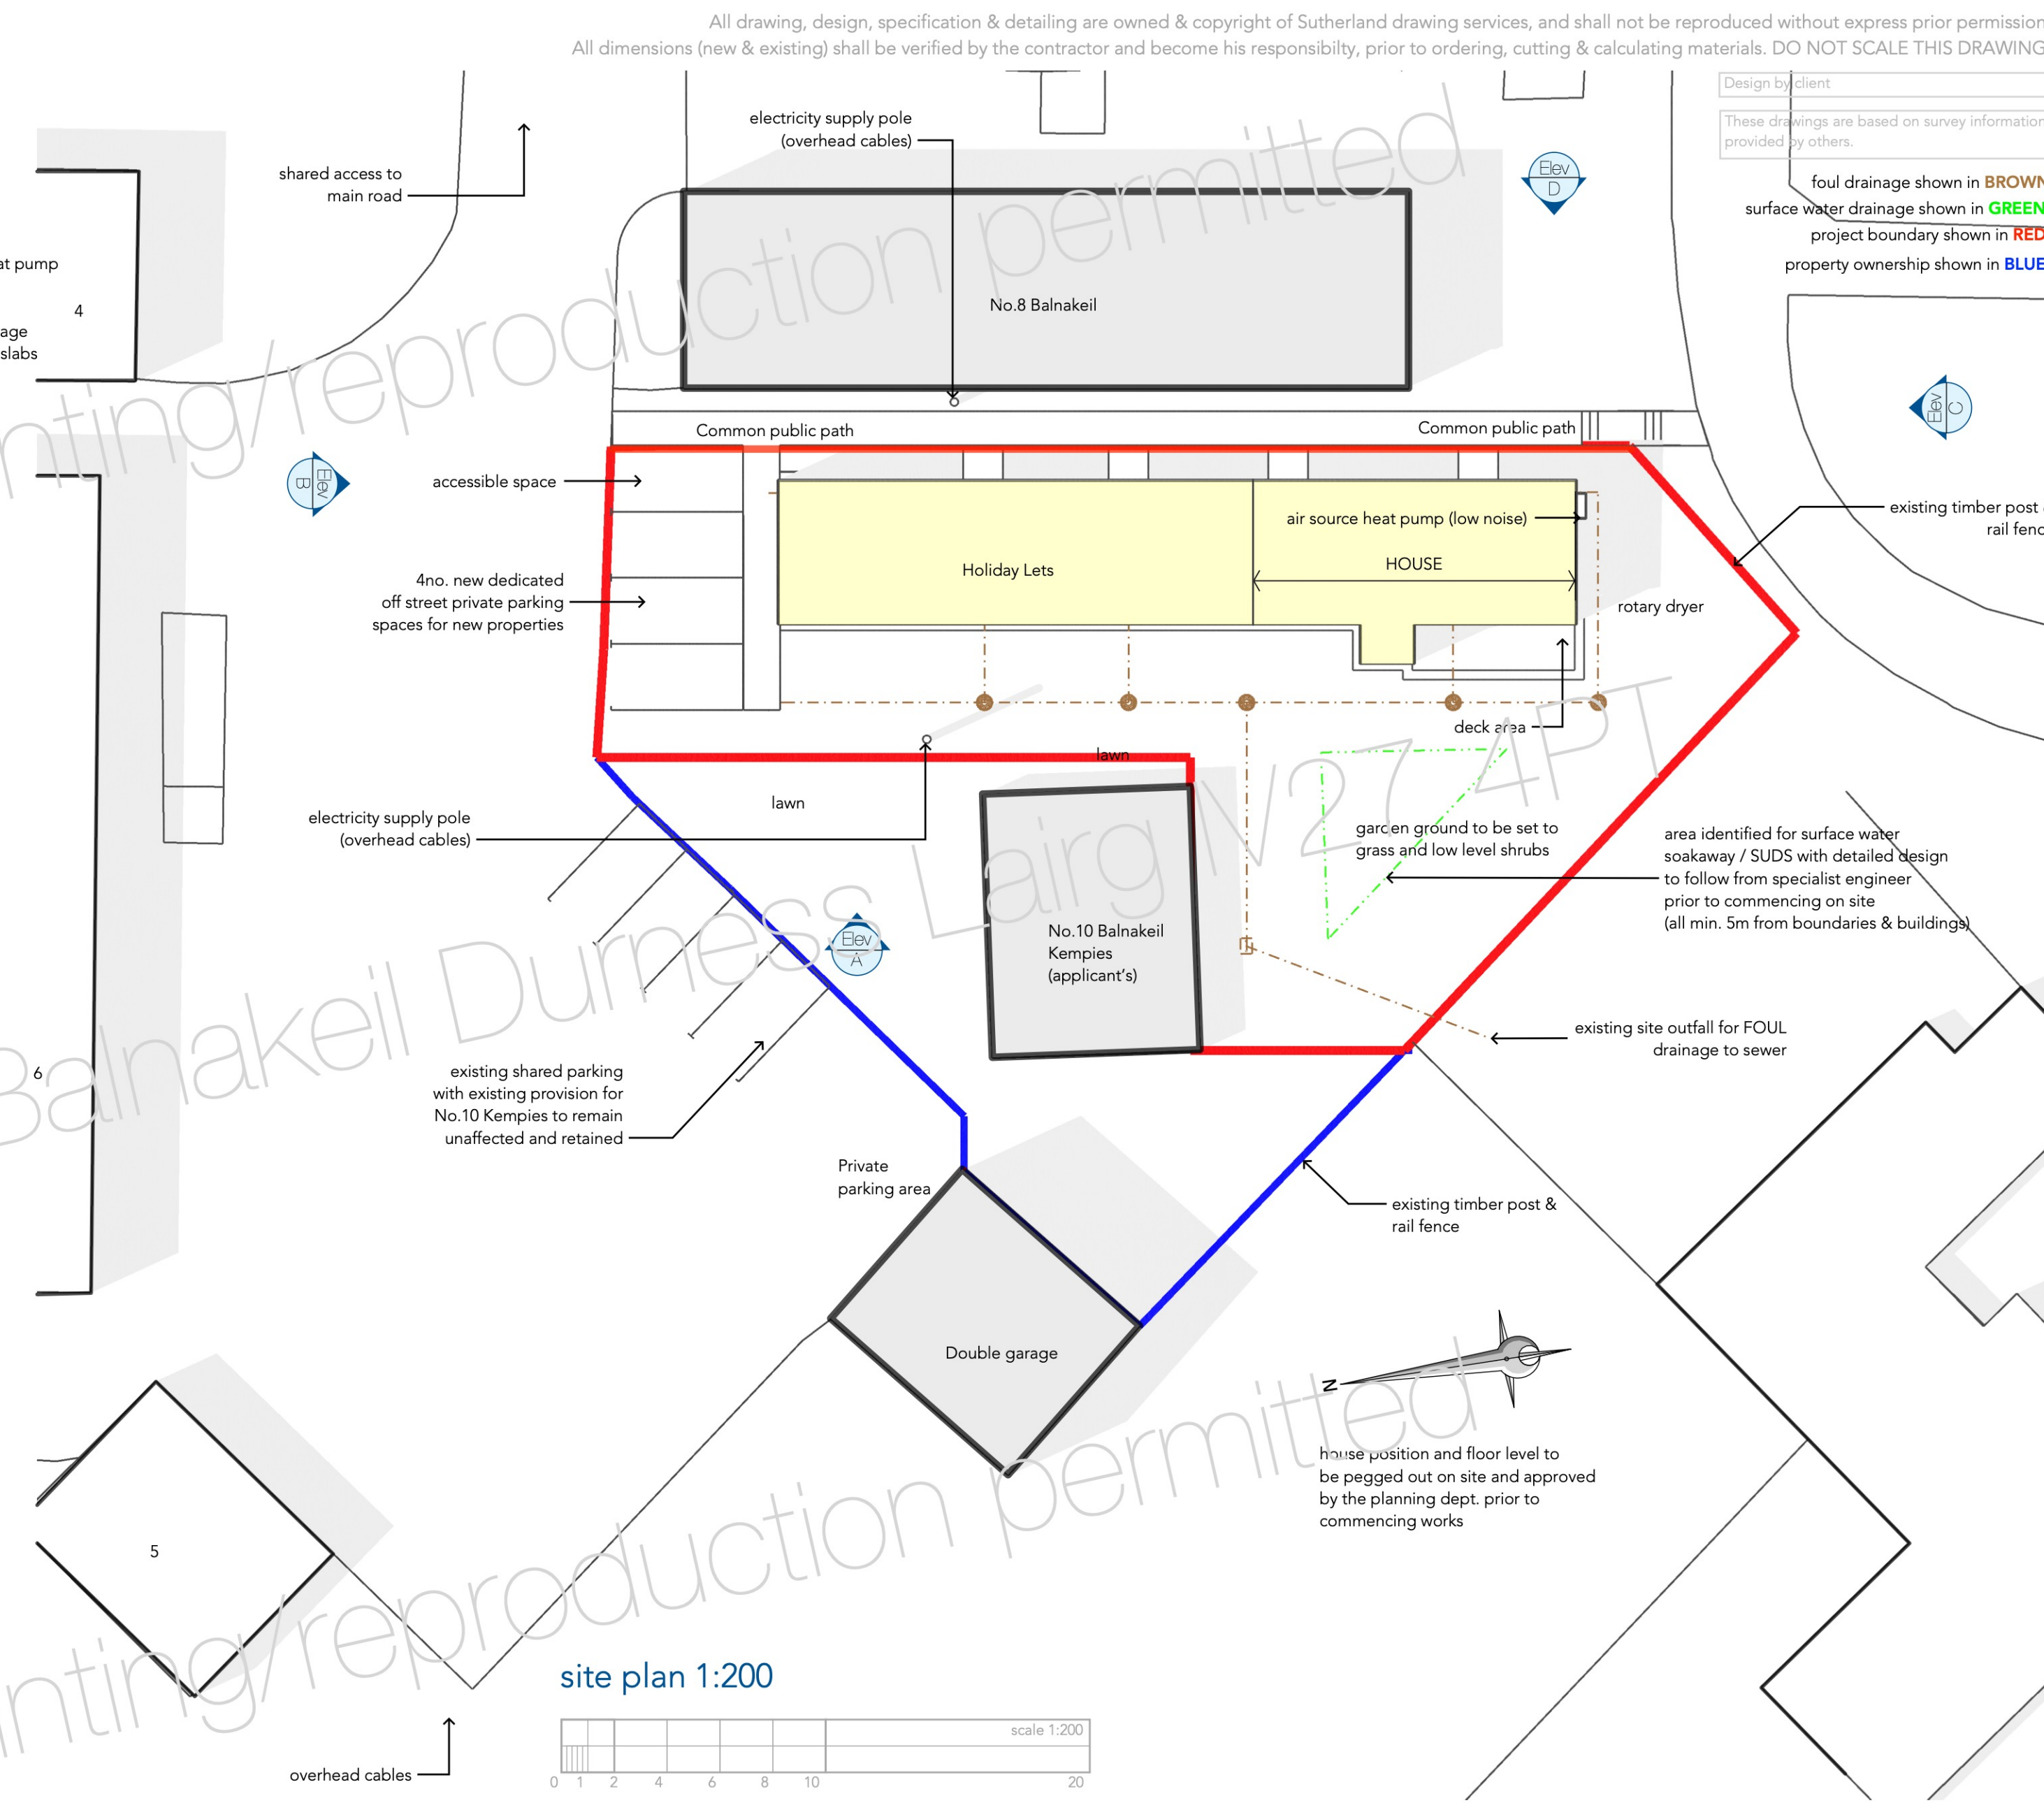 All drawing, design, specification & detailing are owned & copyright of Sutherland drawing services, and shall not be reproduced without express prior permission
All dimensions (new & existing) shall be verified by the contractor and become his responsibilty, prior to ordering, cutting & calculating materials. DO NOT SCALE THIS DRAWING
Design by client
These drawings are based on survey information
provided by others.
foul drainage shown in BROWN
surface water drainage shown in GREEN
project boundary shown in RED
property ownership shown in BLUE
electricity supply pole
(overhead cables)
shared access to
main road
Elev
D
at pump
4
age
slabs
No.8 Balnakeil
Elev
C
Common public path
Common public path
Elev
B
accessible space
existing timber post
rail fenc
air source heat pump (low noise)
HOUSE
Holiday Lets
4no. new dedicated
off street private parking
spaces for new properties
rotary dryer
deck area
lawn
lawn
electricity supply pole
(overhead cables)
garden ground to be set to
grass and low level shrubs
area identified for surface water
soakaway / SUDS with detailed design
to follow from specialist engineer
prior to commencing on site
(all min. 5m from boundaries & buildings)
Elev
A
No.10 Balnakeil
Kempies
(applicant's)
existing site outfall for FOUL
drainage to sewer
6
existing shared parking
with existing provision for
No.10 Kempies to remain
unaffected and retained
Private
parking area
existing timber post &
rail fence
Double garage
N
house position and floor level to
be pegged out on site and approved
by the planning dept. prior to
commencing works
5
site plan 1:200
scale 1:200
0 1 2 4 6 8 10 20
overhead cables
nting/reproduction permitted
Balnakeil Durness Lairg IV27 4PT
inting/reproduction permitted